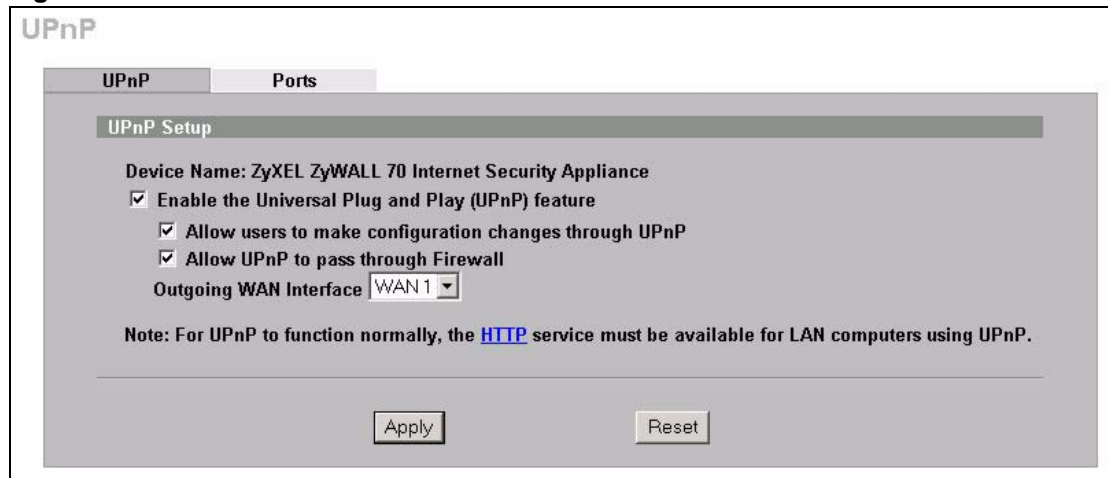 UPnP
UPnP Ports
UPnP Setup
Device Name: ZyXEL ZyWALL 70 Internet Security Appliance
Enable the Universal Plug and Play (UPnP) feature
Allow users to make configuration changes through UPnP
Allow UPnP to pass through Firewall
Outgoing WAN Interface WAN 1
Note: For UPnP to function normally, the HTTP service must be available for LAN computers using UPnP.
Apply Reset